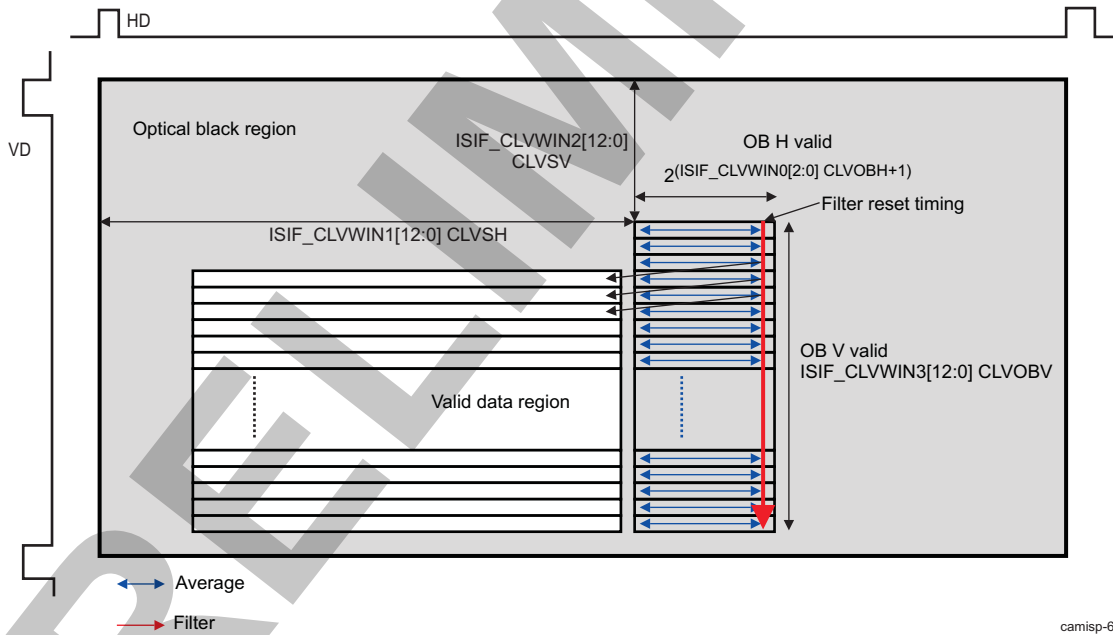 HD
VD
Optical black region
ISIF_CLVWIN2[12:0]
CLVSV
OB H valid
2(ISIF_CLVWIN0[2:0] CLVOBH+1)
Filter reset timing
ISIF_CLVWIN1[12:0] CLVSH
OB V valid
ISIF_CLVWIN3[12:0] CLVOBV
Valid data region
Average
Filter
camisp-6
RELIM